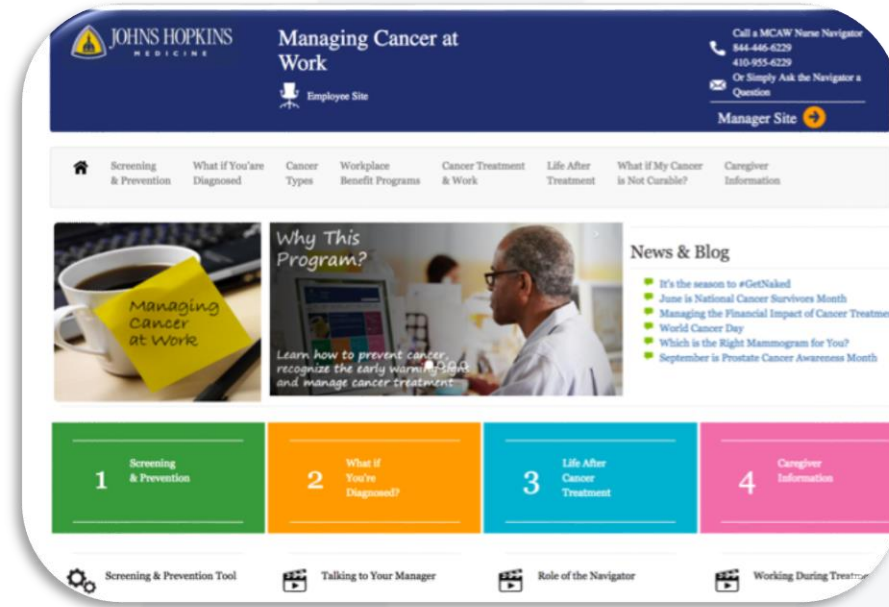 JOHNS HOPKINS
MEDICINE
Managing Cancer at
Work
Employee Site
Call a MCAW Nurse Navigator
844-446-6229
410-955-6229
Or Simply Ask the Navigator a
Question
Manager Site
Screening
& Prevention
What if You'are
Diagnosed
Cancer
Types
Workplace
Benefit Programs
Cancer Treatment
& Work
Life After
Treatment
What if My Cancer
is Not Curable?
Caregiver
Information
Managing
Cancer
at Work
Why This
Program?
Learn how to prevent cancer,
recognize the early warning signs
and manage cancer treatment
News & Blog
It's the season to #GetNaked
June is National Cancer Survivors Month
Managing the Financial Impact of Cancer
World Cancer Day
Which is the Right Mammogram for You?
September is Prostate Cancer Awareness Month
1
Screening
& Prevention
2
What if
You're
Diagnosed?
3
Life After
Cancer
Treatment
4
Caregiver
Information
Screening & Prevention Tool
Talking to Your Manager
Role of the Navigator
Working During